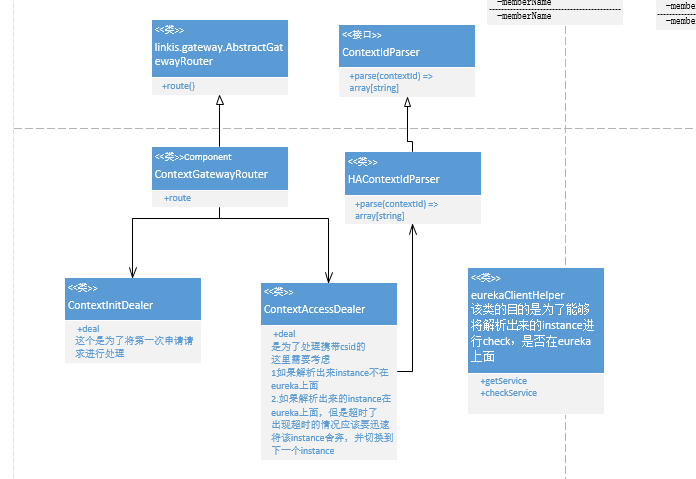 -memberName
-memberName
-membe
-membe
<<类>>
linkis.gateway.AbstractGat
ewayRouter
+route()
<<接口>>
ContextIdParser
+parse(contextId) =>
array[string]
<<类>>Component
ContextGatewayRouter
+route
<<类>>
HAContextIdParser
+parse(contextId) =>
array[string]
<<类>>
ContextInitDealer
+deal
这个是为了将第一次申请请
求进行处理
<<类>>
ContextAccessDealer
+deal
是为了处理携带csid的
这里需要考虑
1如果解析出来instance不在
eureka上面
2.如果解析出来的instance在
eureka上面，但是超时了
出现超时的情况应该要迅速
将该instance舍弃，并切换到
下一个instance
<<类>>
eurekaClientHelper
该类的目的是为了能够
将解析出来的instance进
行check，是否在eureka
上面
+getService
+checkService